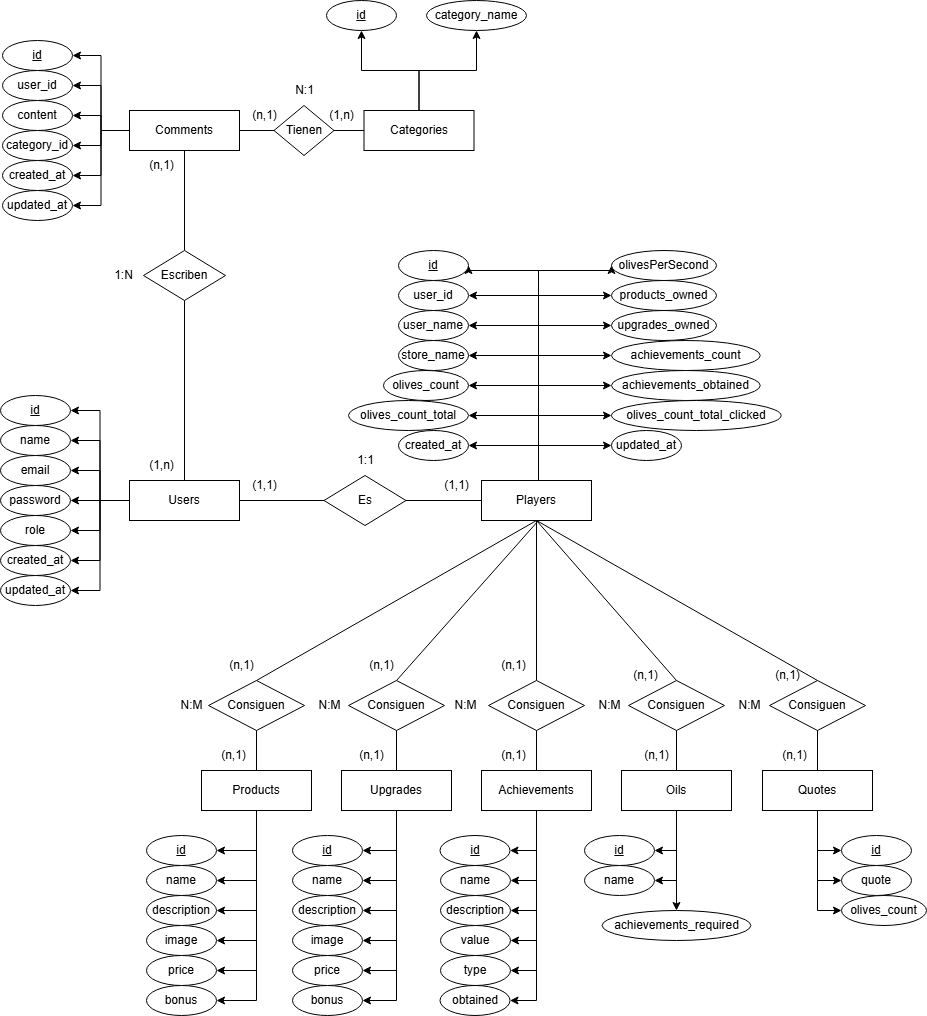 id
category_name
id
user_id
content
category_id
created_at
updated_at
Comments
(n,1)
N:1
Tienen
(1,n)
Categories
(n,1)
1:N
Escriben
(1,n)
id
user_id
user_name
store_name
olives_count
olives_count_total
created_at
olivesPerSecond
products_owned
upgrades_owned
achievements_count
achievements_obtained
olives_count_total_clicked
updated_at
id
name
email
password
role
created_at
updated_at
Users
(1,1)
1:1
Es
(1,1)
Players
(n,1)
(n,1)
(n,1)
(n,1)
(n,1)
N:M
Consiguen
N:M
Consiguen
N:M
Consiguen
N:M
Consiguen
N:M
Consiguen
(n,1)
(n,1)
(n,1)
(n,1)
(n,1)
Products
Upgrades
Achievements
Oils
Quotes
id
name
description
image
price
bonus
id
name
description
image
price
bonus
id
name
description
value
type
obtained
id
name
achievements_required
id
quote
olives_count